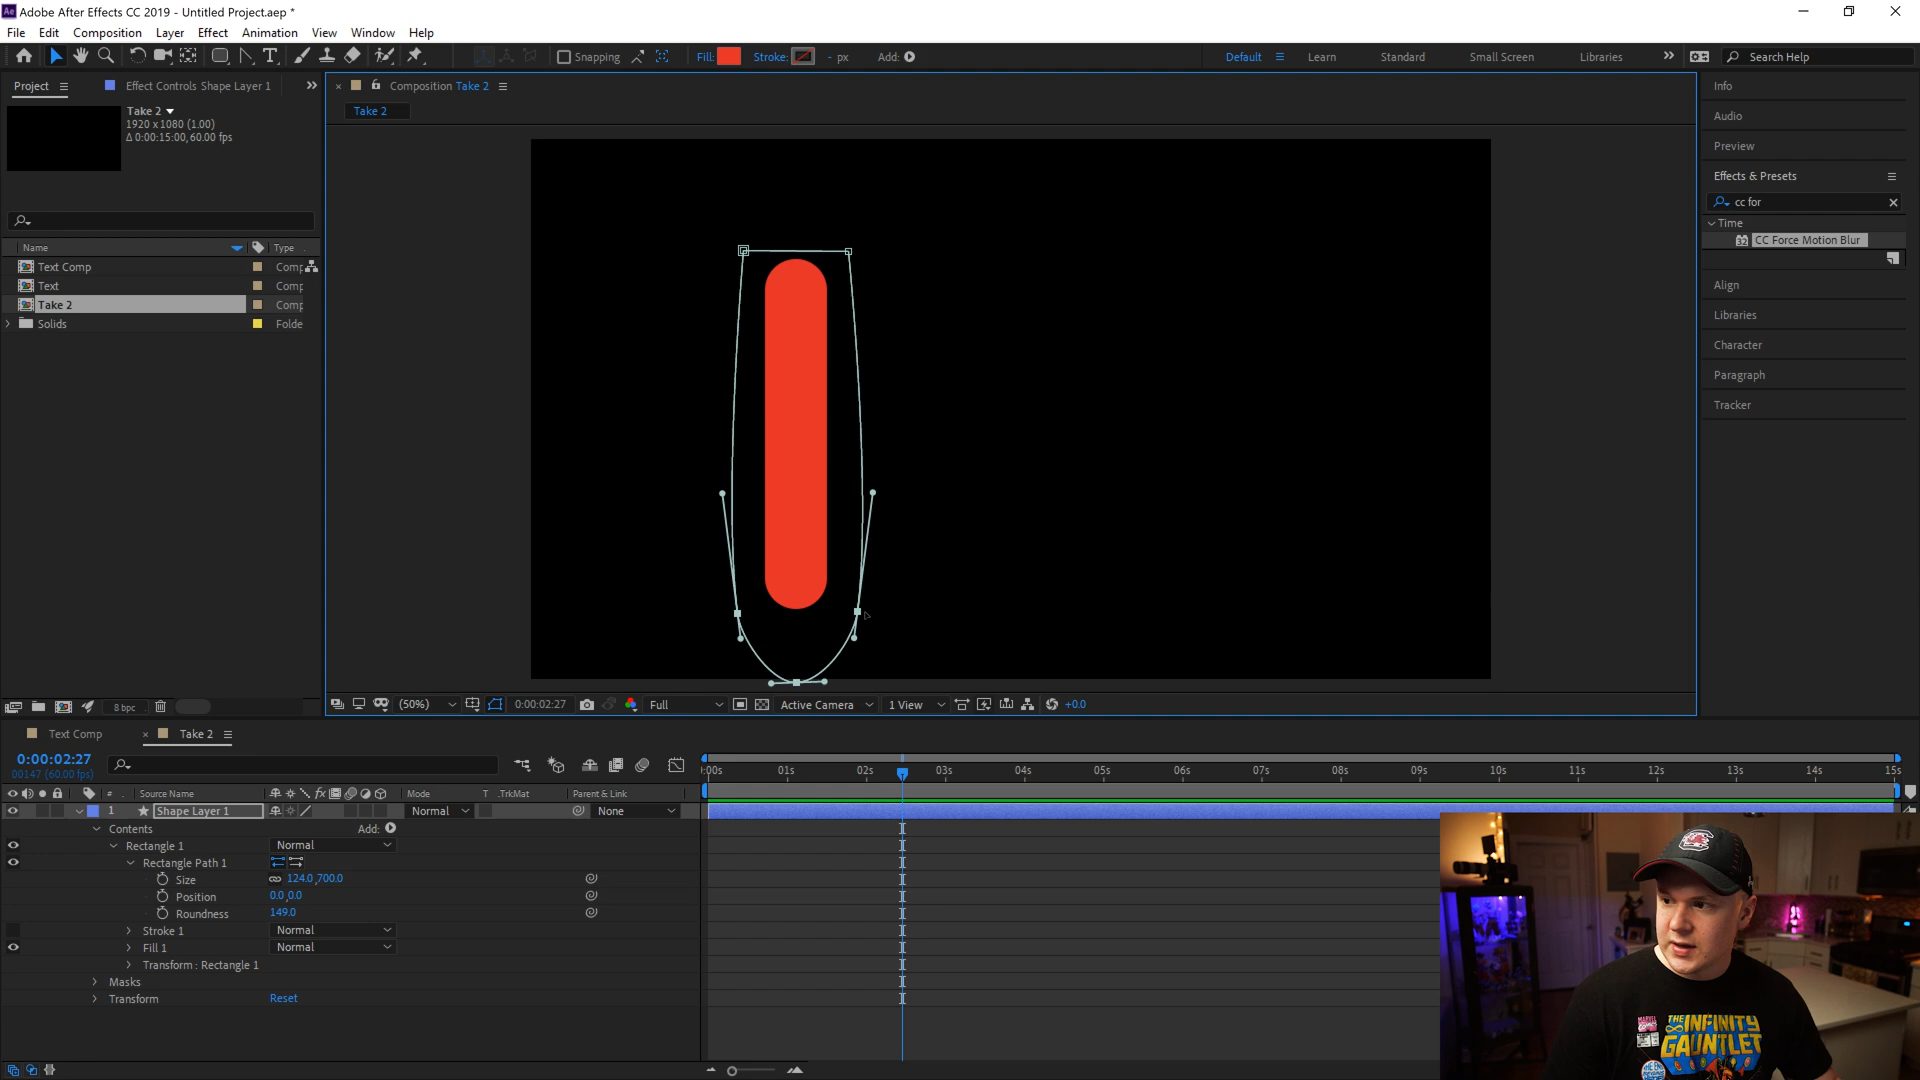 Adobe After Effects CC 2019 - Untitled Project.aep *
File Edit Composition Layer Effect Animation View Window Help
Snapping Fill: Stroke: - px Add: Default Learn Standard Small Screen Libraries Search Help
Project Effect Controls Shape Layer 1
Composition Take 2
Take 2
Take 2
1920 x 1080 (1.00)
Δ 0:00:15:00, 60.00 fps
Name Type
Text Comp Comp
Text Comp
Take 2 Comp
Solids Folde
8 bpc
Info
Audio
Preview
Effects & Presets
cc for
Time
32 CC Force Motion Blur
Align
Libraries
Character
Paragraph
Tracker
(50%) 0:00:02:27 Full Active Camera 1 View +0.0
Text Comp Take 2
0:00:02:27
00147 (60.00 fps)
:00s 01s 02s 03s 04s 05s 06s 07s 08s 09s 10s 11s 12s 13s 14s 15s
# Source Name fx Mode T .TrkMat Parent & Link
1 Shape Layer 1 Normal None
Contents Add:
Rectangle 1 Normal
Rectangle Path 1
Size 124.0,700.0
Position 0.0,0.0
Roundness 149.0
Stroke 1 Normal
Fill 1 Normal
Transform : Rectangle 1
Masks
Transform Reset
MARVEL
THE INFINITY
GAUNTLET